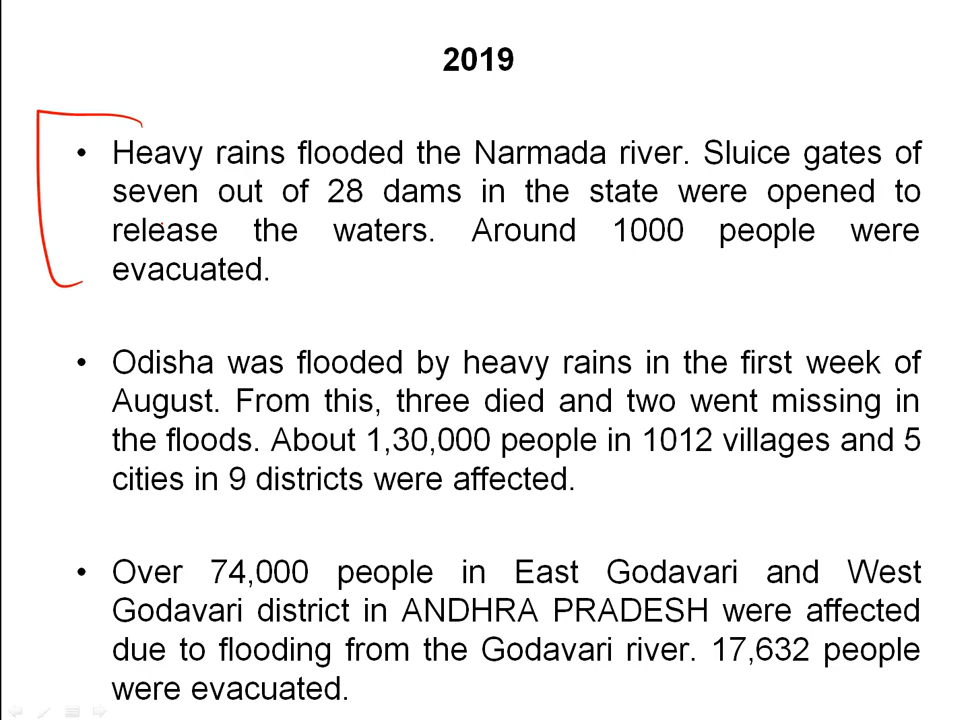 2019
• Heavy rains flooded the Narmada river. Sluice gates of
seven out of 28 dams in the state were opened to
release the waters. Around 1000 people were
evacuated.
• Odisha was flooded by heavy rains in the first week of
August. From this, three died and two went missing in
the floods. About 1,30,000 people in 1012 villages and 5
cities in 9 districts were affected.
• Over 74,000 people in East Godavari and West
Godavari district in ANDHRA PRADESH were affected
due to flooding from the Godavari river. 17,632 people
were evacuated.